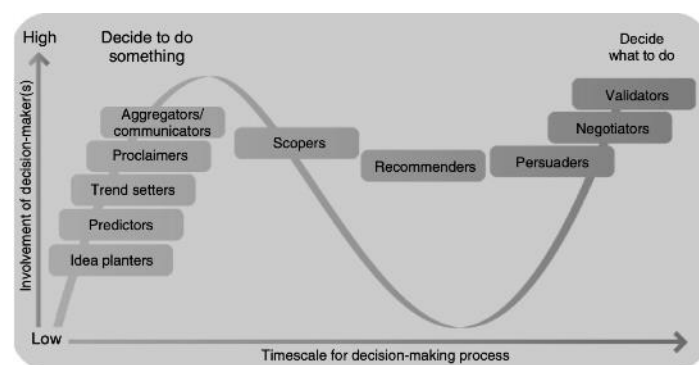 High
Decide to do
something
Decide
what to do
Validators
Aggregators/
communicators
Negotiators
Scopers
Proclaimers
Recommenders
Persuaders
Trend setters
Predictors
Idea planters
Involvement of decision-maker(s)
Low
Timescale for decision-making process